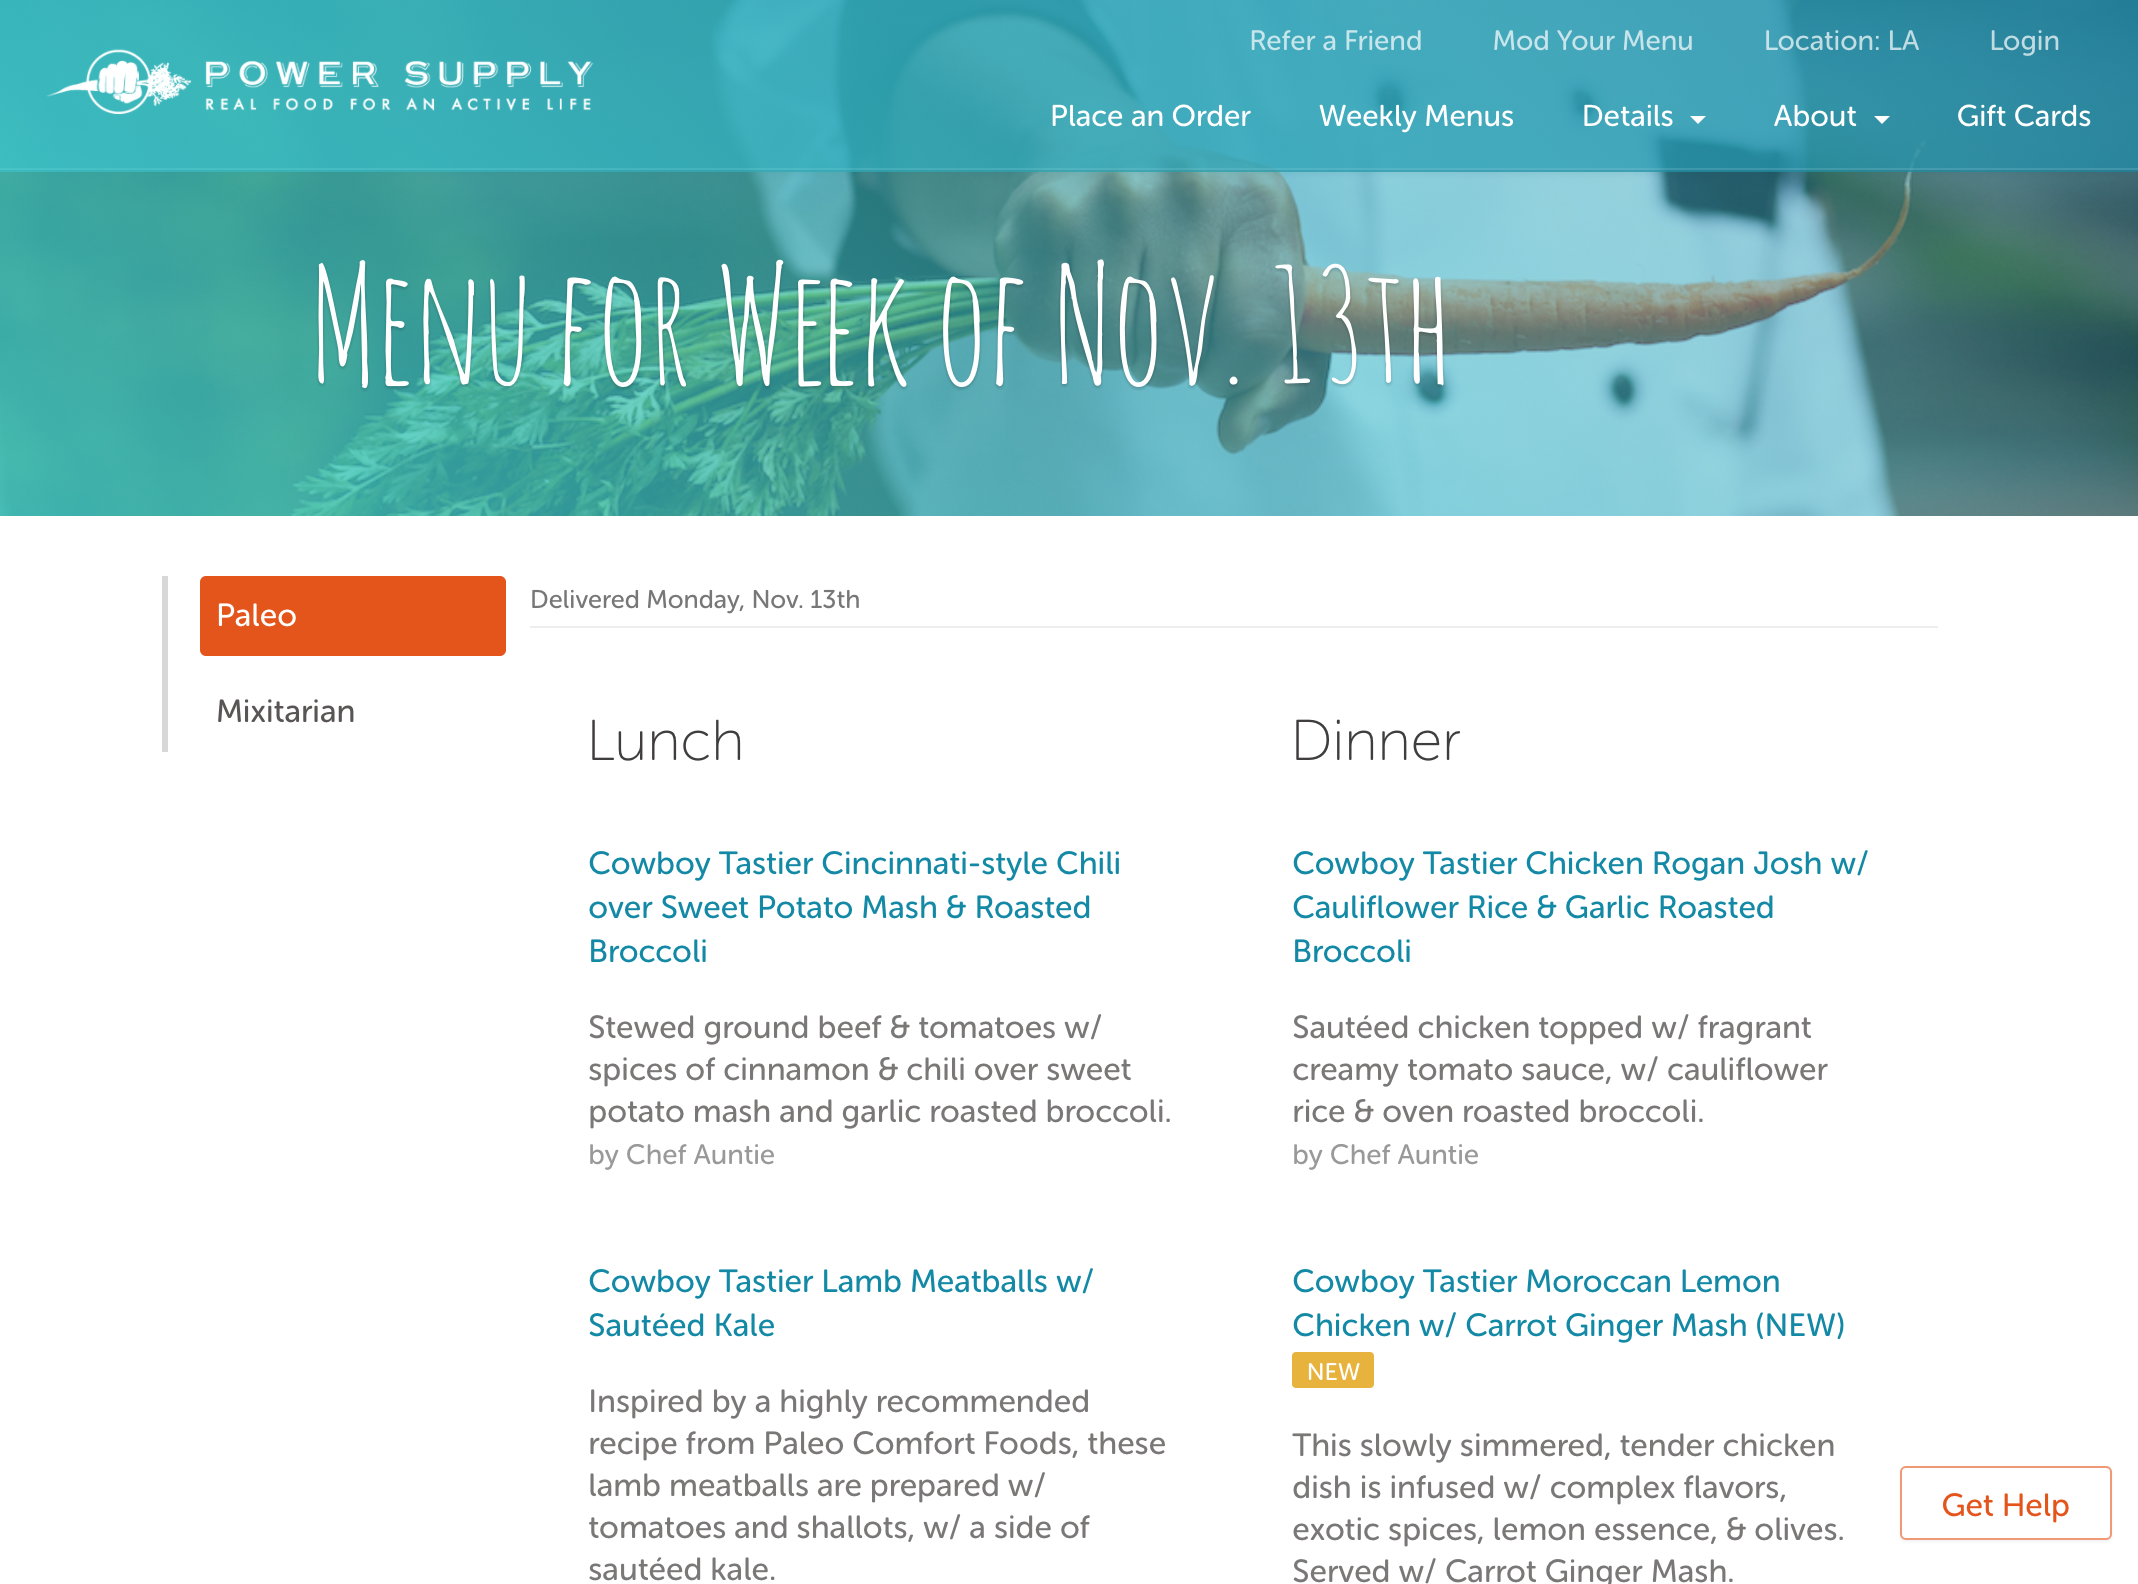 Refer a Friend Mod Your Menu Location: LA Login
POWER SUPPLY
REAL FOOD FOR AN ACTIVE LIFE
Place an Order Weekly Menus Details About Gift Cards
MENU FOR WEEK OF NOV. 13TH
Paleo
Mixitarian
Delivered Monday, Nov. 13th
Lunch
Cowboy Tastier Cincinnati-style Chili
over Sweet Potato Mash & Roasted
Broccoli
Stewed ground beef & tomatoes w/
spices of cinnamon & chili over sweet
potato mash and garlic roasted broccoli.
by Chef Auntie
Cowboy Tastier Lamb Meatballs w/
Sautéed Kale
Inspired by a highly recommended
recipe from Paleo Comfort Foods, these
lamb meatballs are prepared w/
tomatoes and shallots, w/ a side of
sautéed kale.
Dinner
Cowboy Tastier Chicken Rogan Josh w/
Cauliflower Rice & Garlic Roasted
Broccoli
Sautéed chicken topped w/ fragrant
creamy tomato sauce, w/ cauliflower
rice & oven roasted broccoli.
by Chef Auntie
Cowboy Tastier Moroccan Lemon
Chicken w/ Carrot Ginger Mash (NEW)
NEW
This slowly simmered, tender chicken
dish is infused w/ complex flavors,
exotic spices, lemon essence, & olives.
Served w/ Carrot Ginger Mash.
Get Help